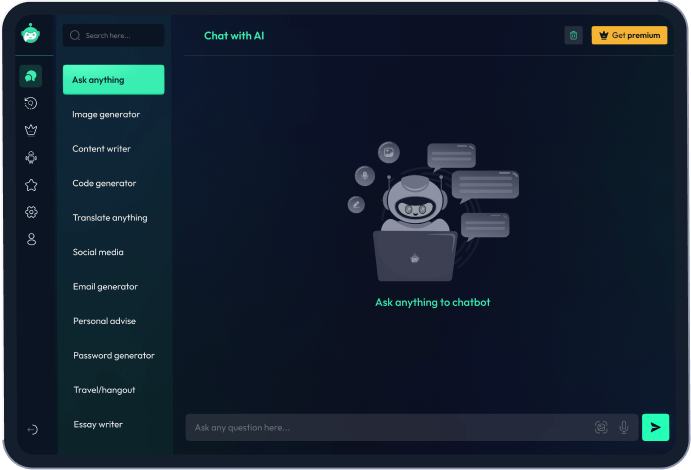 Search here...
Chat with AI
Get premium
Ask anything
Image generator
Content writer
Code generator
Translate anything
Social media
Email generator
Personal advise
Password generator
Travel/hangout
Essay writer
Ask anything to chatbot
Ask any question here...